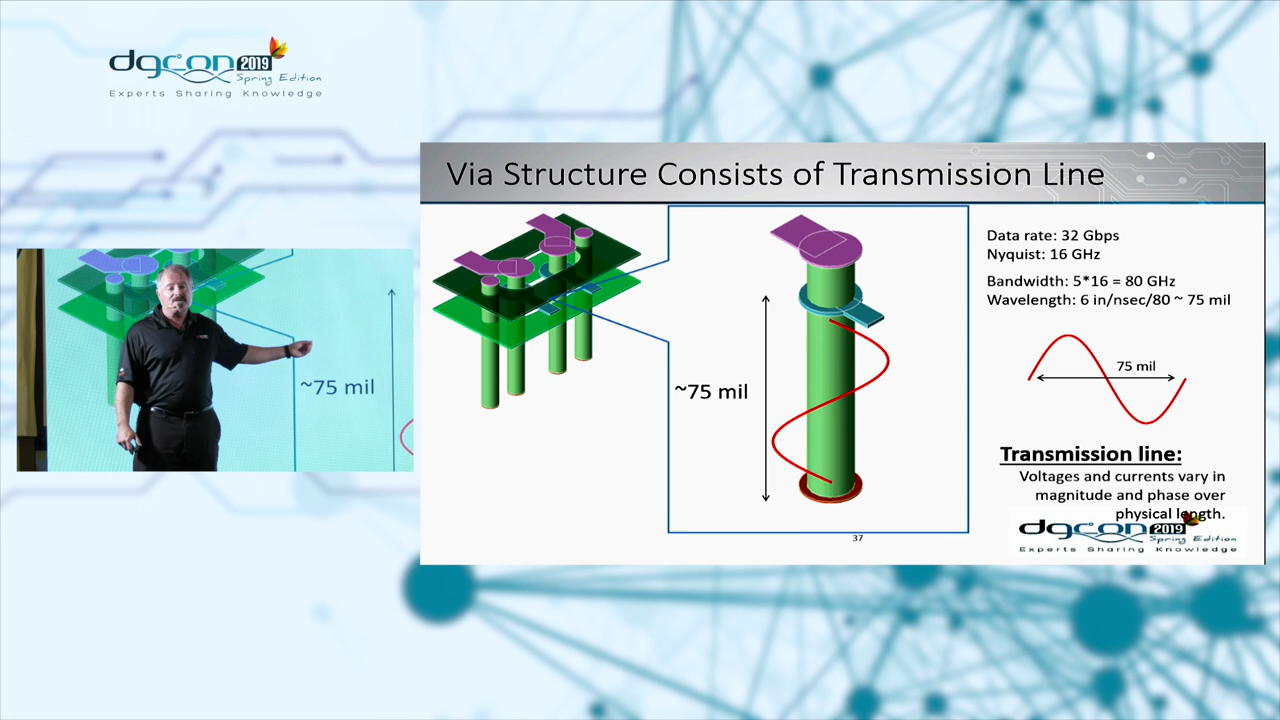 dgcon 2019
Spring Edition
Experts Sharing Knowledge
Via Structure Consists of Transmission Line
~75 mil
~75 mil
Data rate: 32 Gbps
Nyquist: 16 GHz
Bandwidth: 5*16 = 80 GHz
Wavelength: 6 in/nsec/80 ~ 75 mil
75 mil
Transmission line:
Voltages and currents vary in
magnitude and phase over
physical length.
dgcon 2019
Spring Edition
Experts Sharing Knowledge
37